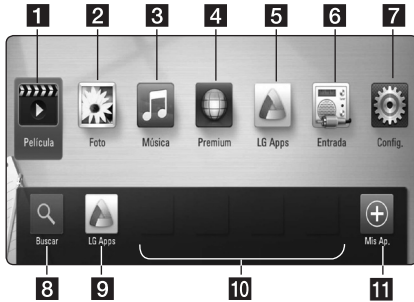 1 2 3 4 5 6 7
Película Foto Música Premium LG Apps Entrada Config.
Buscar LG Apps Mis Ap.
8 9 10 11